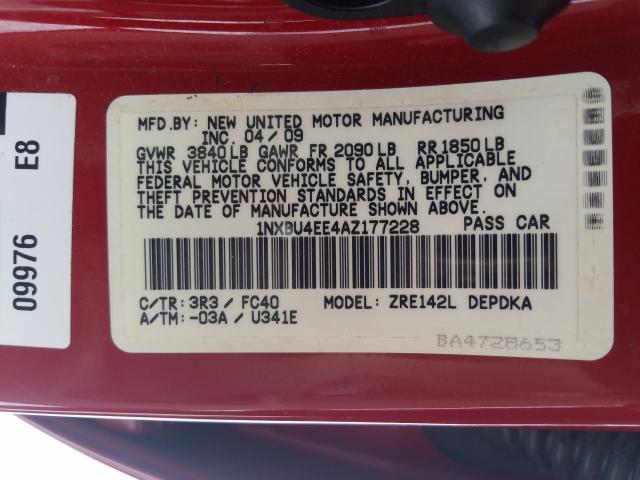 MFD.BY: NEW UNITED MOTOR MANUFACTURING
INC. 04/09
GVWR 3840LB GAWR FR 2090LB RR1850LB
THIS VEHICLE CONFORMS TO ALL APPLICABLE
FEDERAL MOTOR VEHICLE SAFETY, BUMPER, AND
THEFT PREVENTION STANDARDS IN EFFECT ON
THE DATE OF MANUFACTURE SHOWN ABOVE.
1NXBU4EE4AZ177228 PASS CAR
C/TR: 3R3 / FC40 MODEL: ZRE142L DEPDKA
A/TM: -03A / U341E
BA4728653
09976 E8